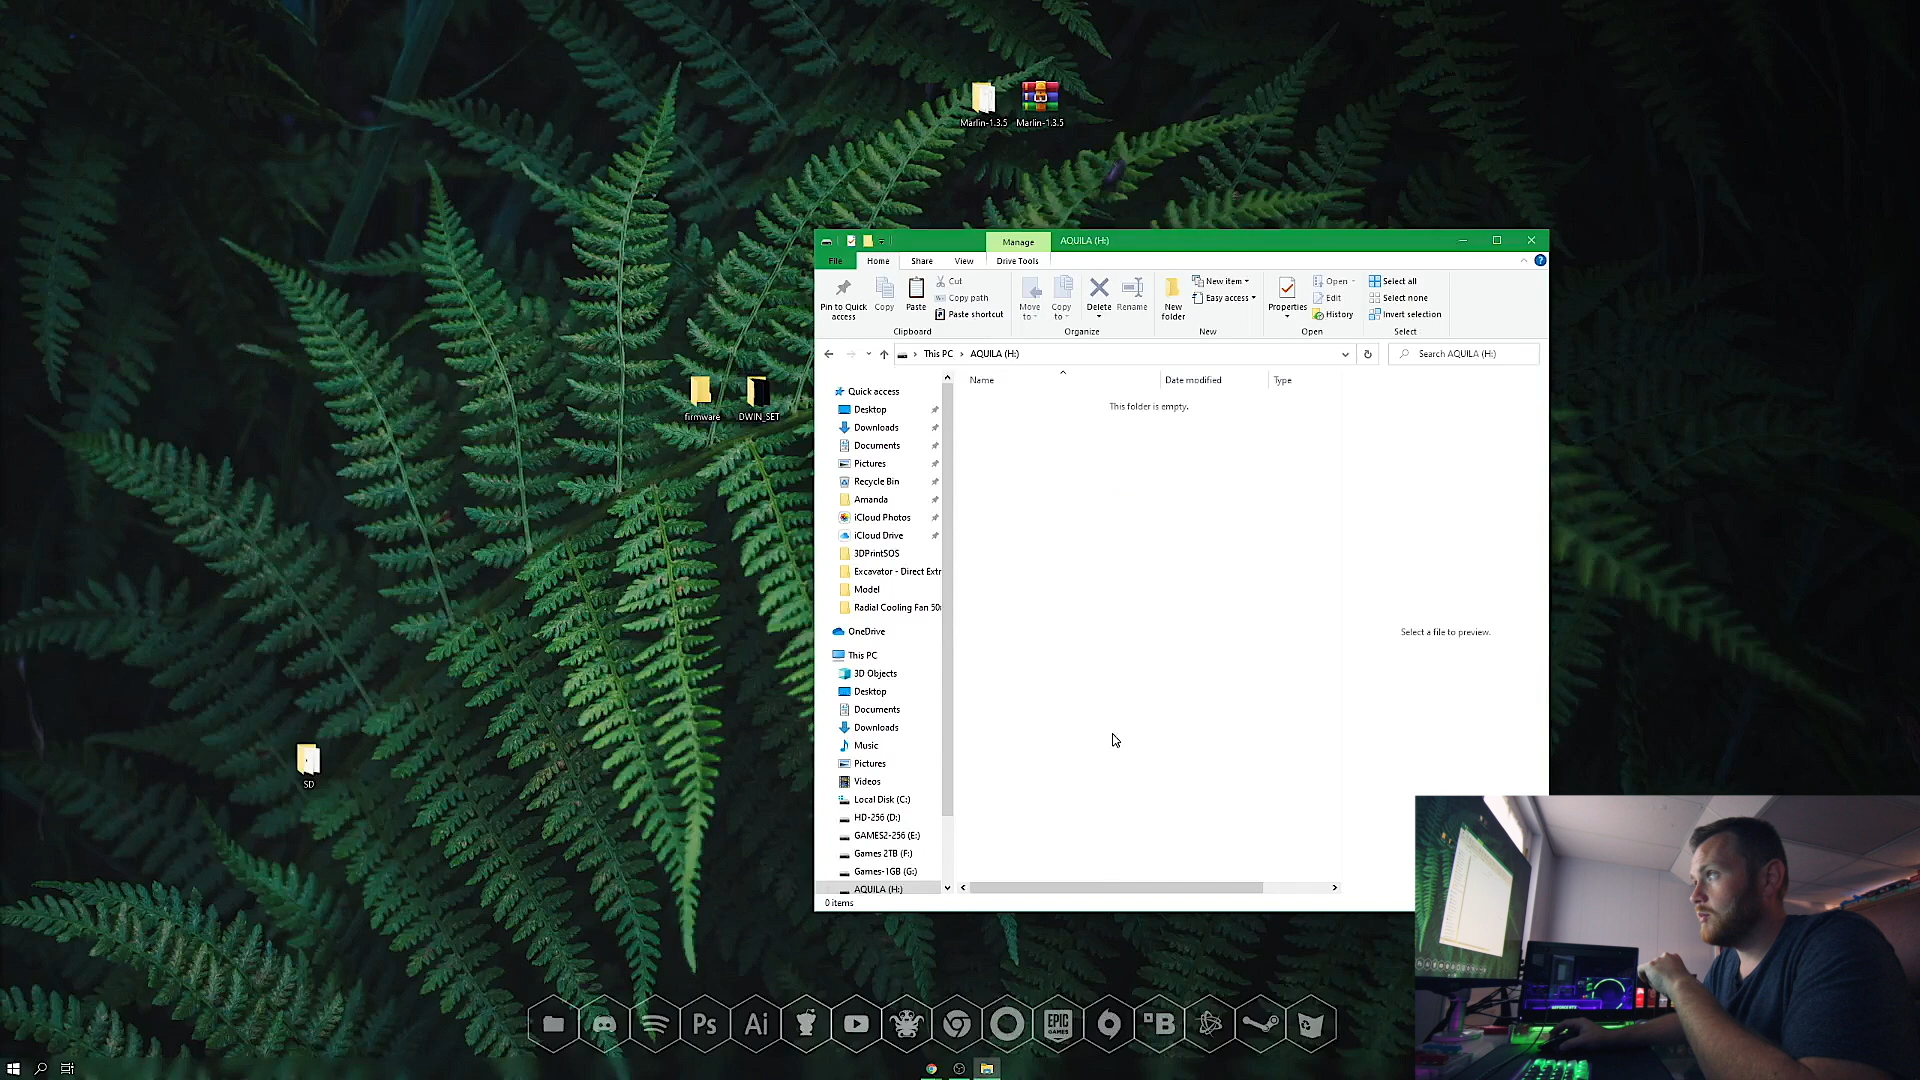 Marlin-1.3.5 Marlin-1.3.5
Manage AQUILA (H:)
File Home Share View Drive Tools
Pin to Quick access
Copy
Paste
Cut
Copy path
Paste shortcut
Clipboard
Move to
Copy to
Delete
Rename
Organize
New folder
New item
Easy access
New
Properties
Open
Edit
History
Open
Select all
Select none
Invert selection
Select
This PC > AQUILA (H:)
Search AQUILA (H:)
Name Date modified Type
This folder is empty.
Quick access
Desktop
Downloads
Documents
Pictures
Recycle Bin
Amanda
iCloud Photos
iCloud Drive
3DPrintSOS
Excavator - Direct Extr
Model
Radial Cooling Fan 50
OneDrive
This PC
3D Objects
Desktop
Documents
Downloads
Music
Pictures
Videos
Local Disk (C:)
HD-256 (D:)
GAMES2-256 (E:)
Games 2TB (F:)
Games-1GB (G:)
AQUILA (H:)
0 items
Select a file to preview.
firmware DWIN_SET
SD
Ps Ai
EPIC GAMES
B